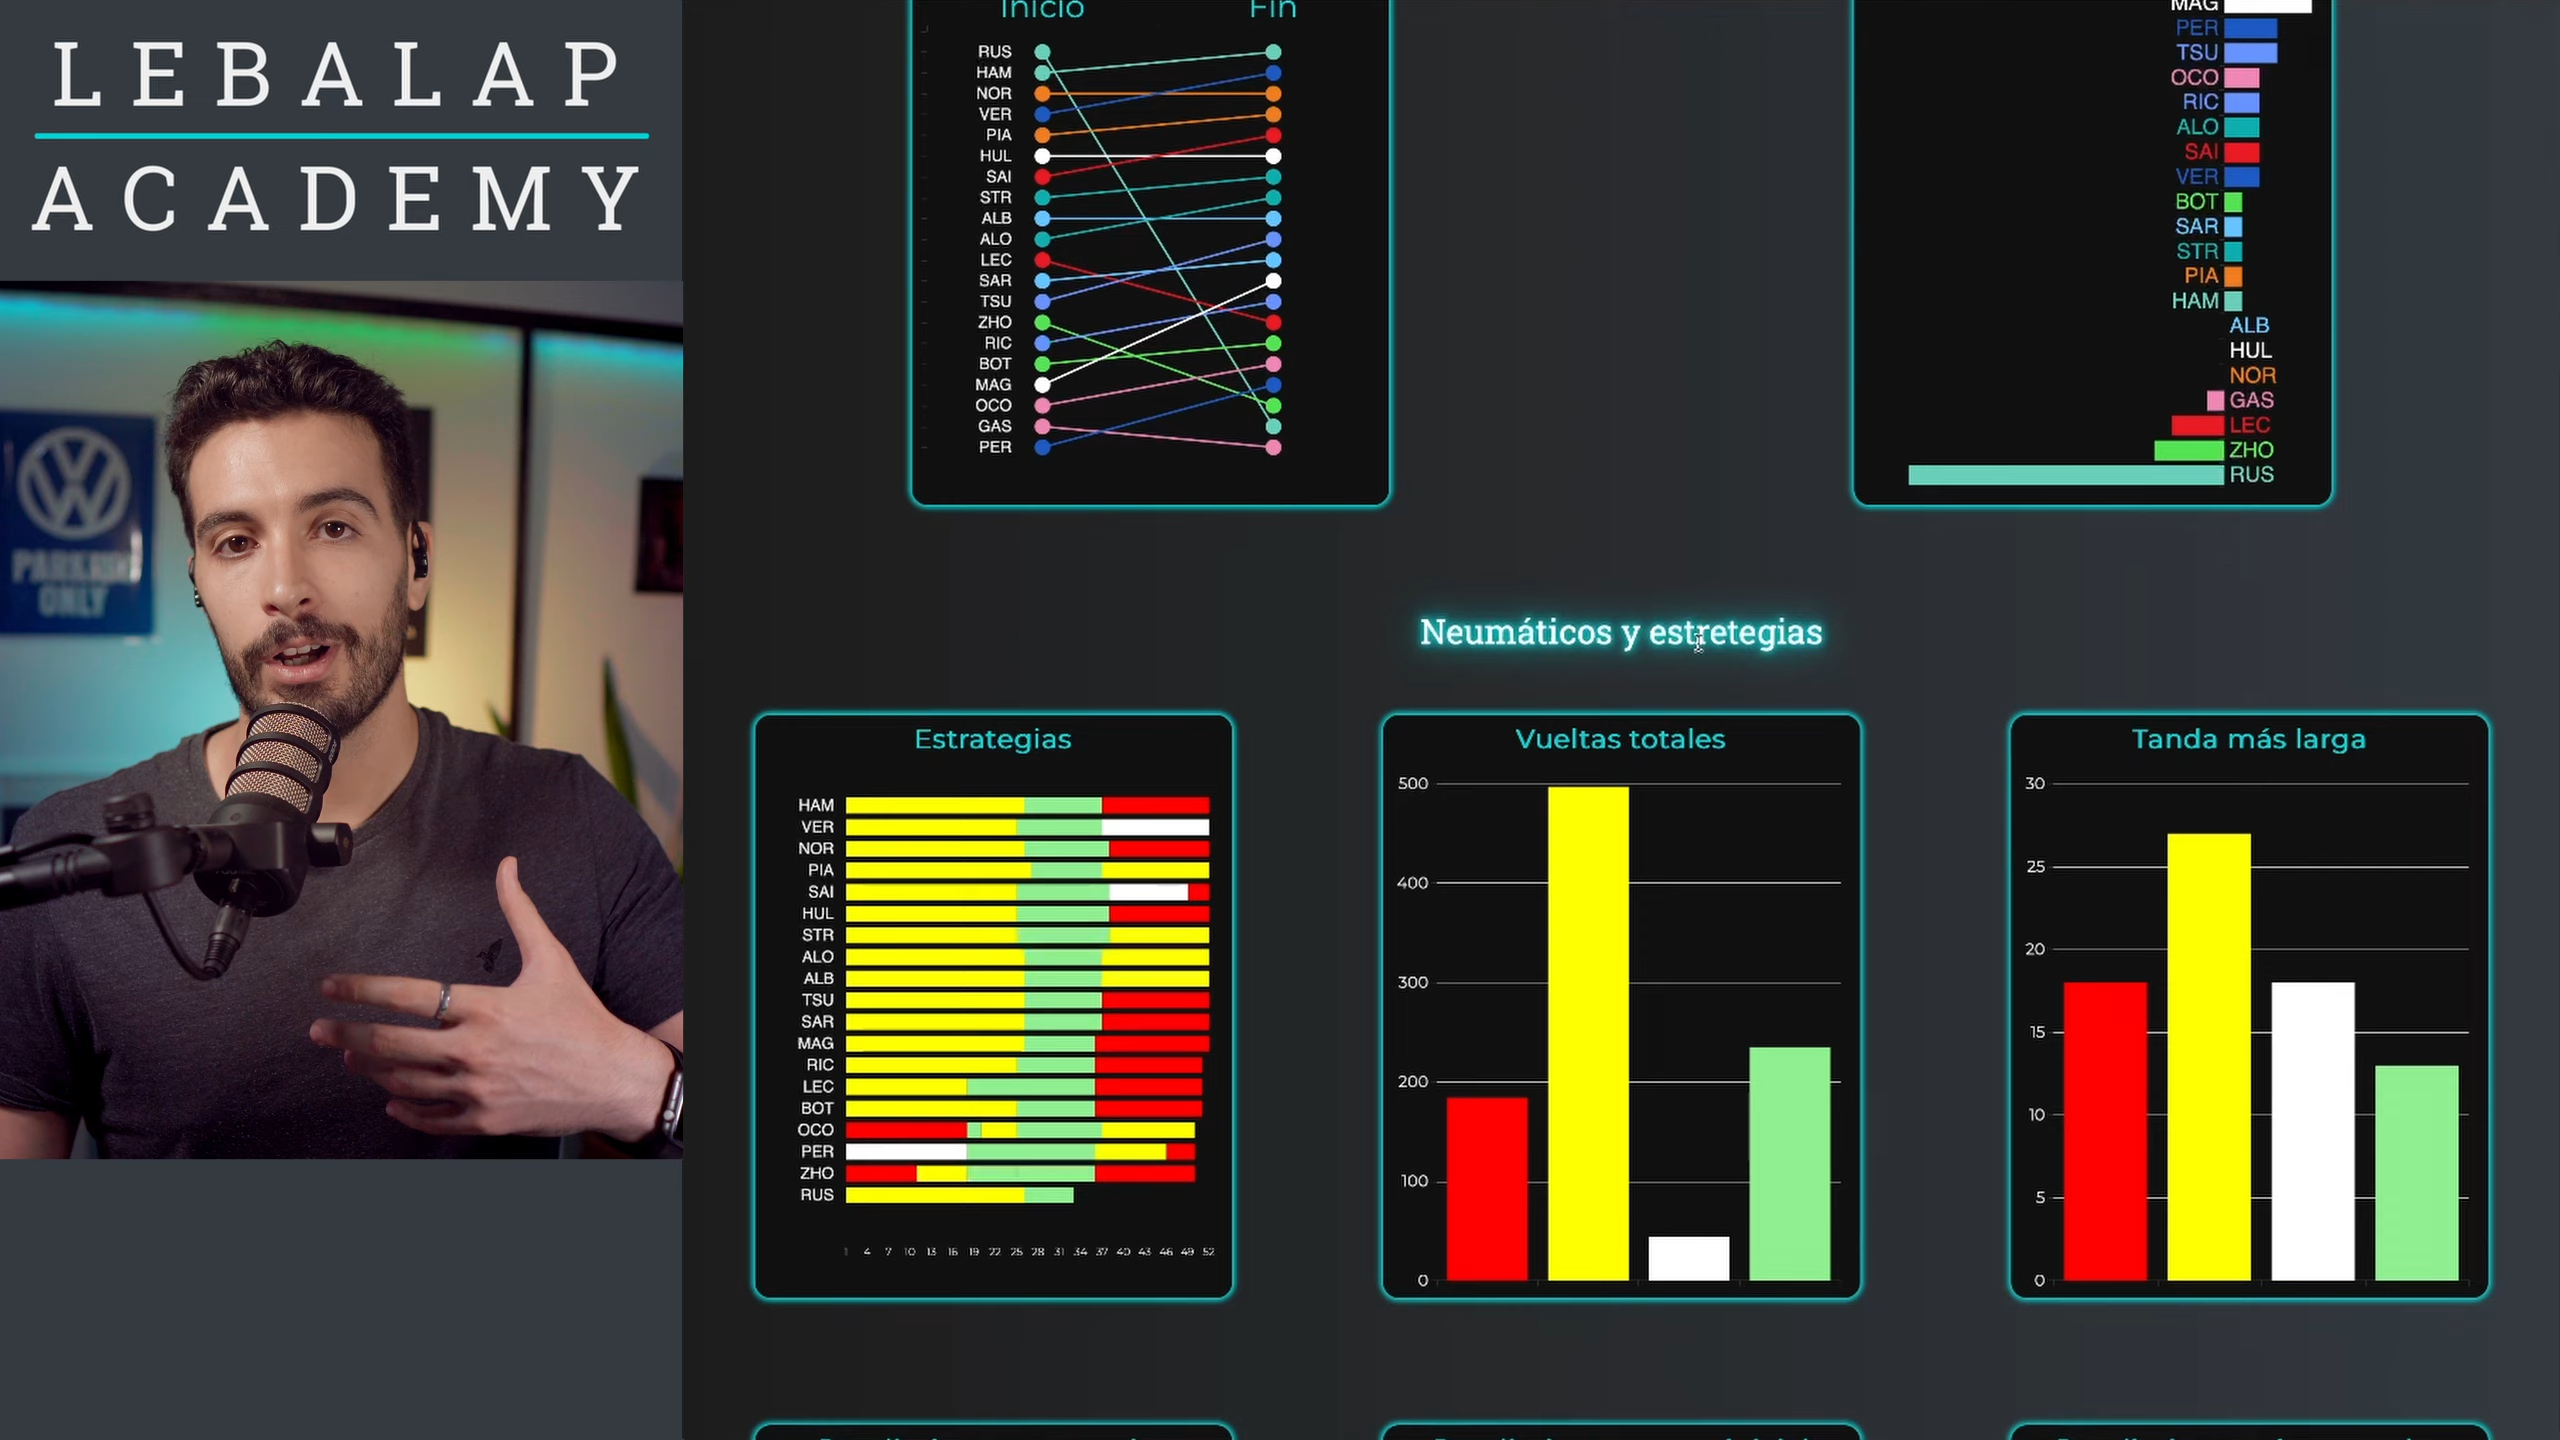 LEBALAP
ACADEMY
PARKING
ONLY
Inicio Fin
RUS
HAM
NOR
VER
PIA
HUL
SAI
STR
ALB
ALO
LEC
SAR
TSU
ZHO
RIC
BOT
MAG
OCO
GAS
PER
MAG
PER
TSU
OCO
RIC
ALO
SAI
VER
BOT
SAR
STR
PIA
HAM
ALB
HUL
NOR
GAS
LEC
ZHO
RUS
Neumáticos y estretegias
Estrategias
HAM
VER
NOR
PIA
SAI
HUL
STR
ALO
ALB
TSU
SAR
MAG
RIC
LEC
BOT
OCO
PER
ZHO
RUS
1 4 7 10 13 16 19 22 25 28 31 34 37 40 43 46 49 52
Vueltas totales
500
400
300
200
100
0
Tanda más larga
30
25
20
15
10
5
0